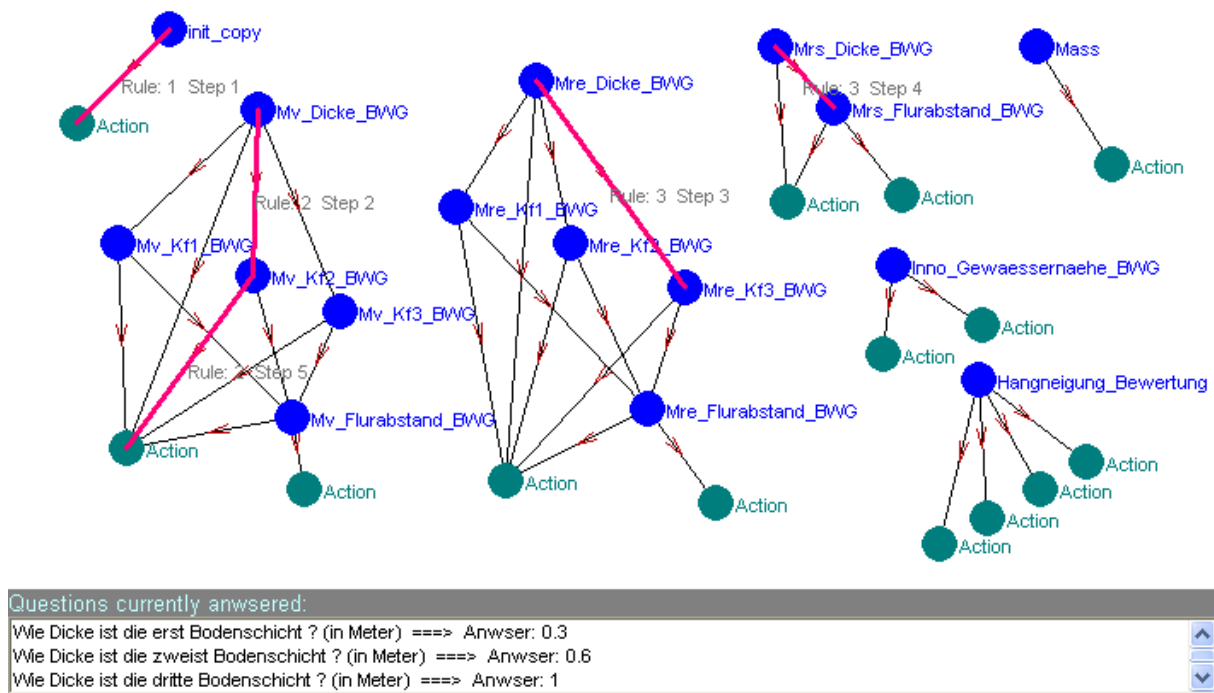 init_copy
Rule: 1 Step 1
Action
Mv_Dicke_BWG
Rule: 2 Step 2
Mv_Kf1_BWG
Mv_Kf2_BWG
Mv_Kf3_BWG
Rule: 2 Step 5
Mv_Flurabstand_BWG
Action
Action
Mre_Dicke_BWG
Rule: 3 Step 3
Mre_Kf1_BWG
Mre_Kf2_BWG
Mre_Kf3_BWG
Mre_Flurabstand_BWG
Action
Action
Mrs_Dicke_BWG
Rule: 3 Step 4
Mrs_Flurabstand_BWG
Action
Action
Mass
Action
Inno_Gewaessernaehe_BWG
Action
Action
Hangneigung_Bewertung
Action
Action
Action
Action
Questions currently anwsered:
Wie Dicke ist die erst Bodenschicht ? (in Meter) ===> Anwser: 0.3
Wie Dicke ist die zweist Bodenschicht ? (in Meter) ===> Anwser: 0.6
Wie Dicke ist die dritte Bodenschicht ? (in Meter) ===> Anwser: 1